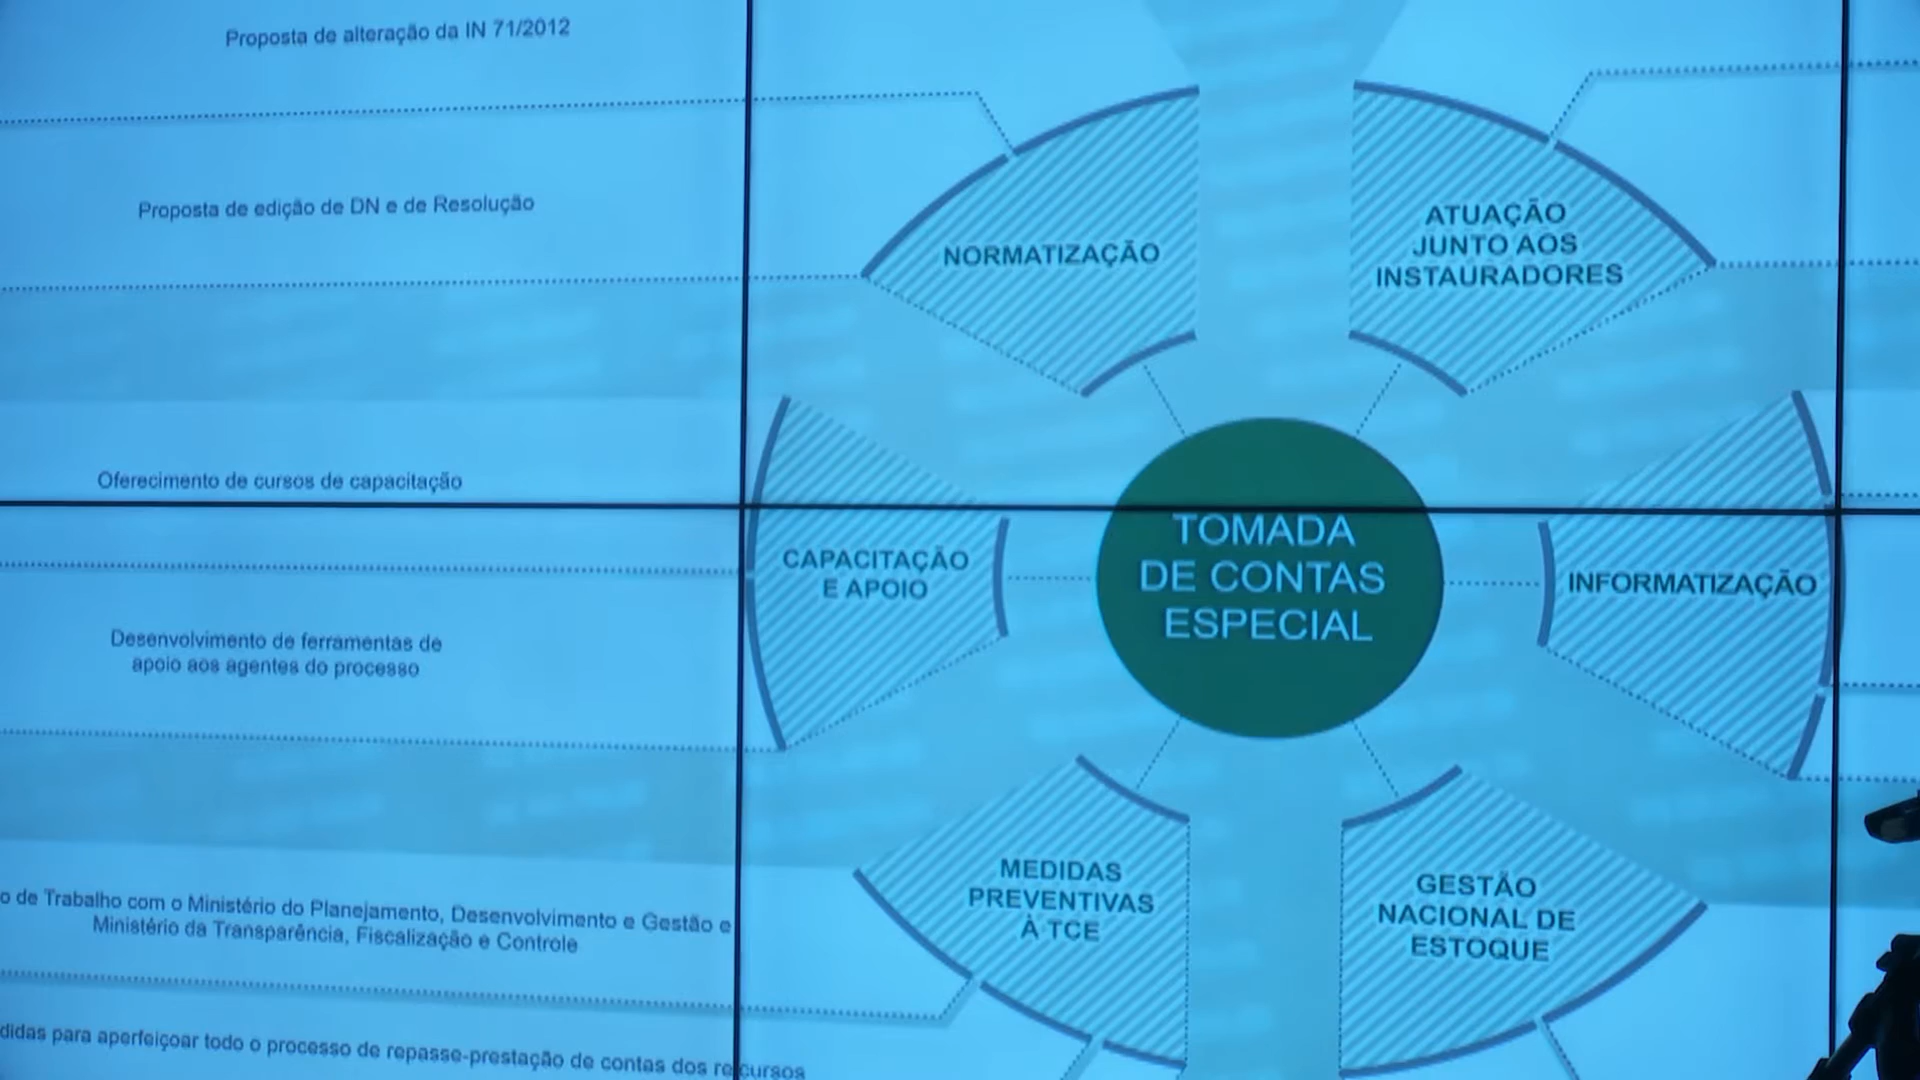 Proposta de alteração da IN 71/2012
Proposta de edição de DN e de Resolução
NORMATIZAÇÃO
ATUAÇÃO
JUNTO AOS
INSTAURADORES
Oferecimento de cursos de capacitação
Desenvolvimento de ferramentas de
apoio aos agentes do processo
CAPACITAÇÃO
E APOIO
TOMADA
DE CONTAS
ESPECIAL
INFORMATIZAÇÃO
o de Trabalho com o Ministério do Planejamento, Desenvolvimento e Gestão e
Ministério da Transparência, Fiscalização e Controle
didas para aperfeiçoar todo o processo de repasse-prestação de contas dos recursos
MEDIDAS
PREVENTIVAS
À TCE
GESTÃO
NACIONAL DE
ESTOQUE